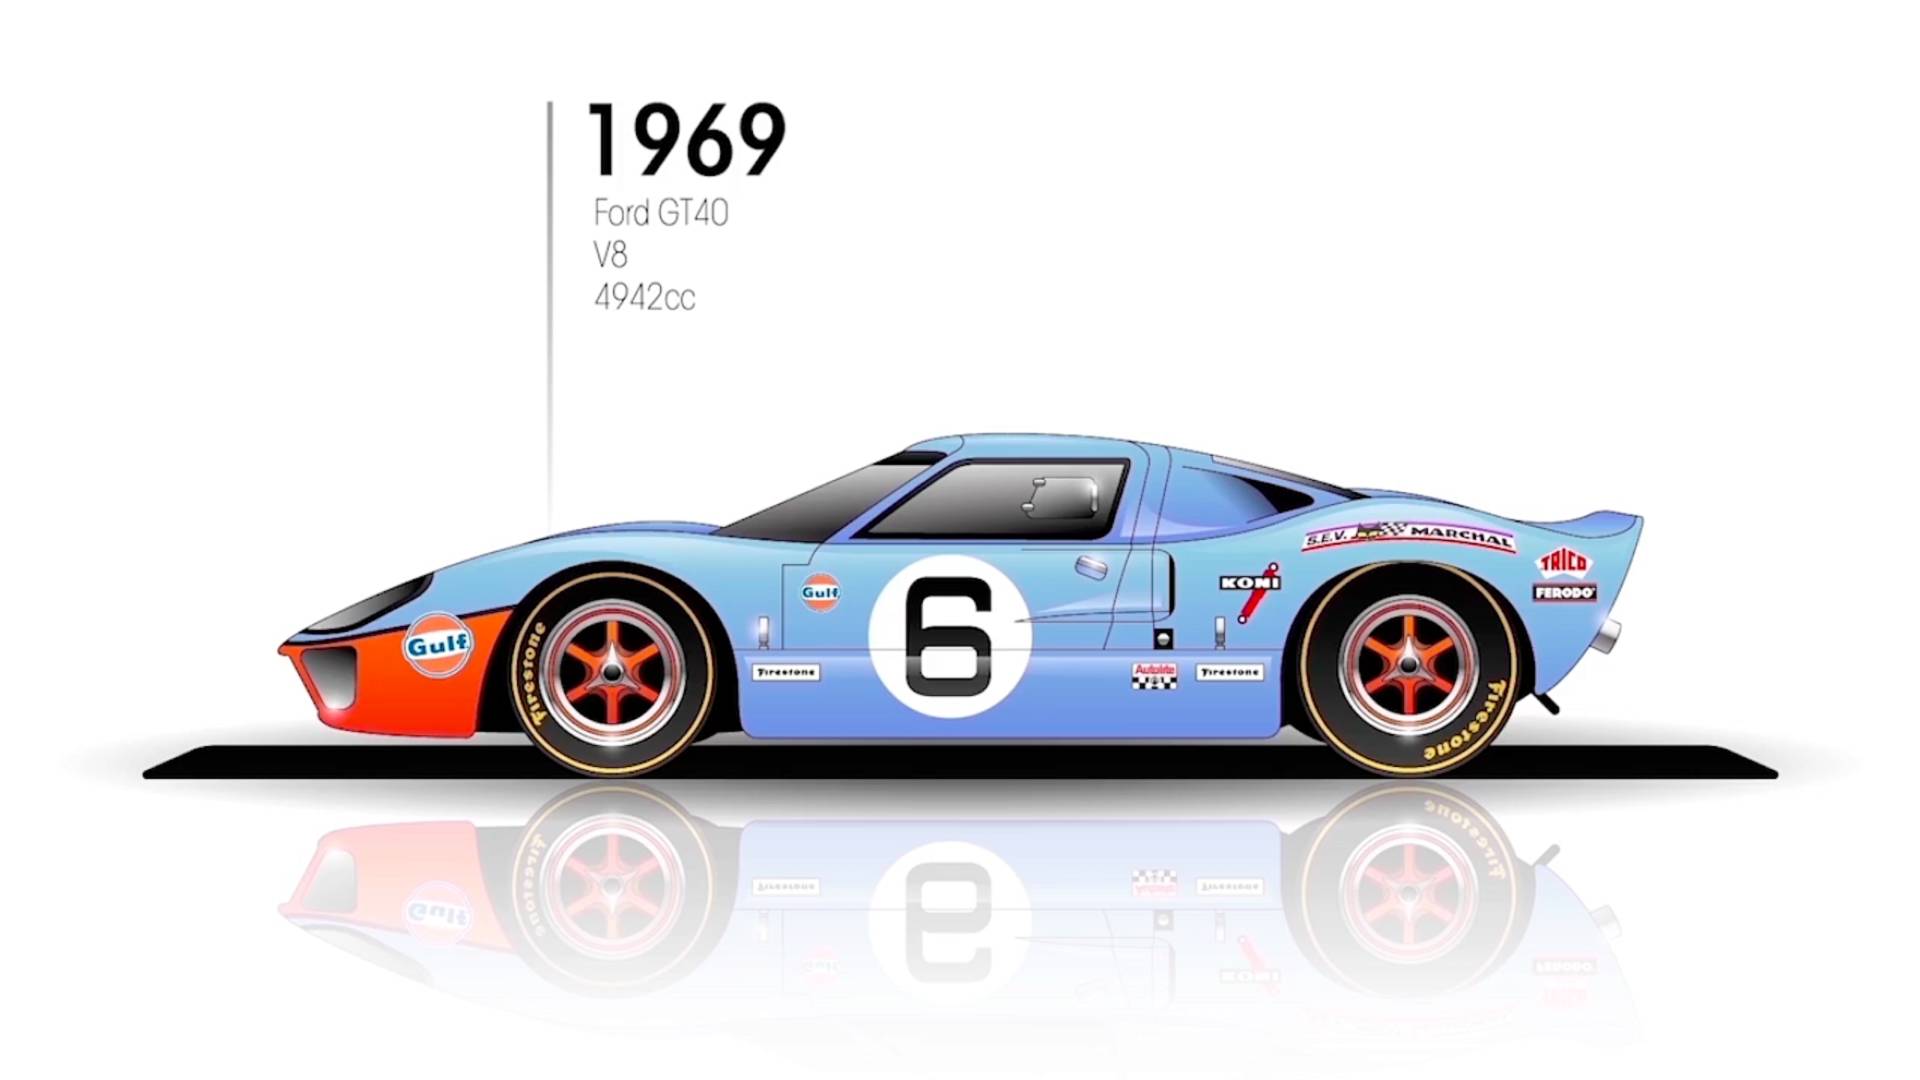 1969
Ford GT40
V8
4942cc
S.E.V. MARCHAL
TRICO
FERODO
KONI
Gulf
6
Gulf
Firestone
Firestone
Autolite
Firestone
Firestone